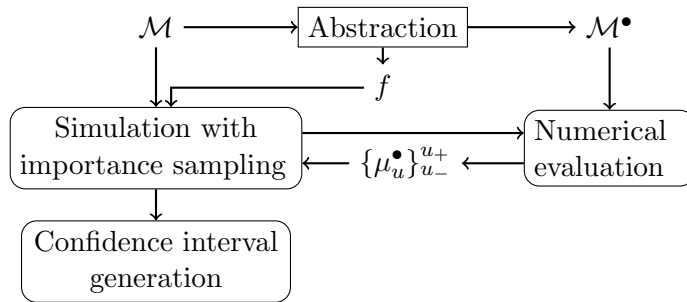 𝓜 Abstraction 𝓜•
f
Simulation with
importance sampling
Numerical
evaluation
{μ•ᵤ}ᵘ⁺ᵤ₋
Confidence interval
generation